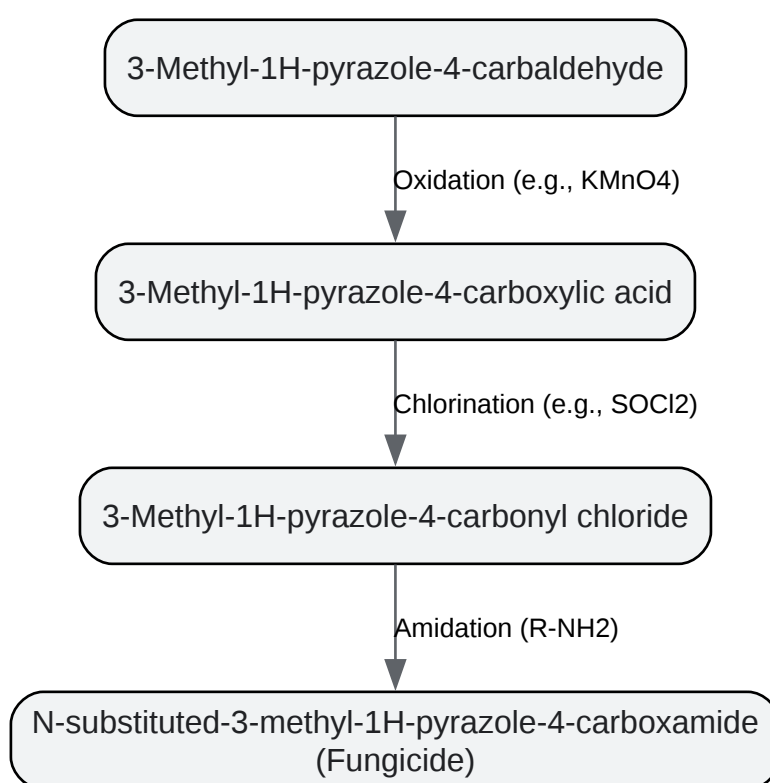 3-Methyl-1H-pyrazole-4-carbaldehyde
Oxidation (e.g., KMnO4)
3-Methyl-1H-pyrazole-4-carboxylic acid
Chlorination (e.g., SOCl2)
3-Methyl-1H-pyrazole-4-carbonyl chloride
Amidation (R-NH2)
N-substituted-3-methyl-1H-pyrazole-4-carboxamide
(Fungicide)